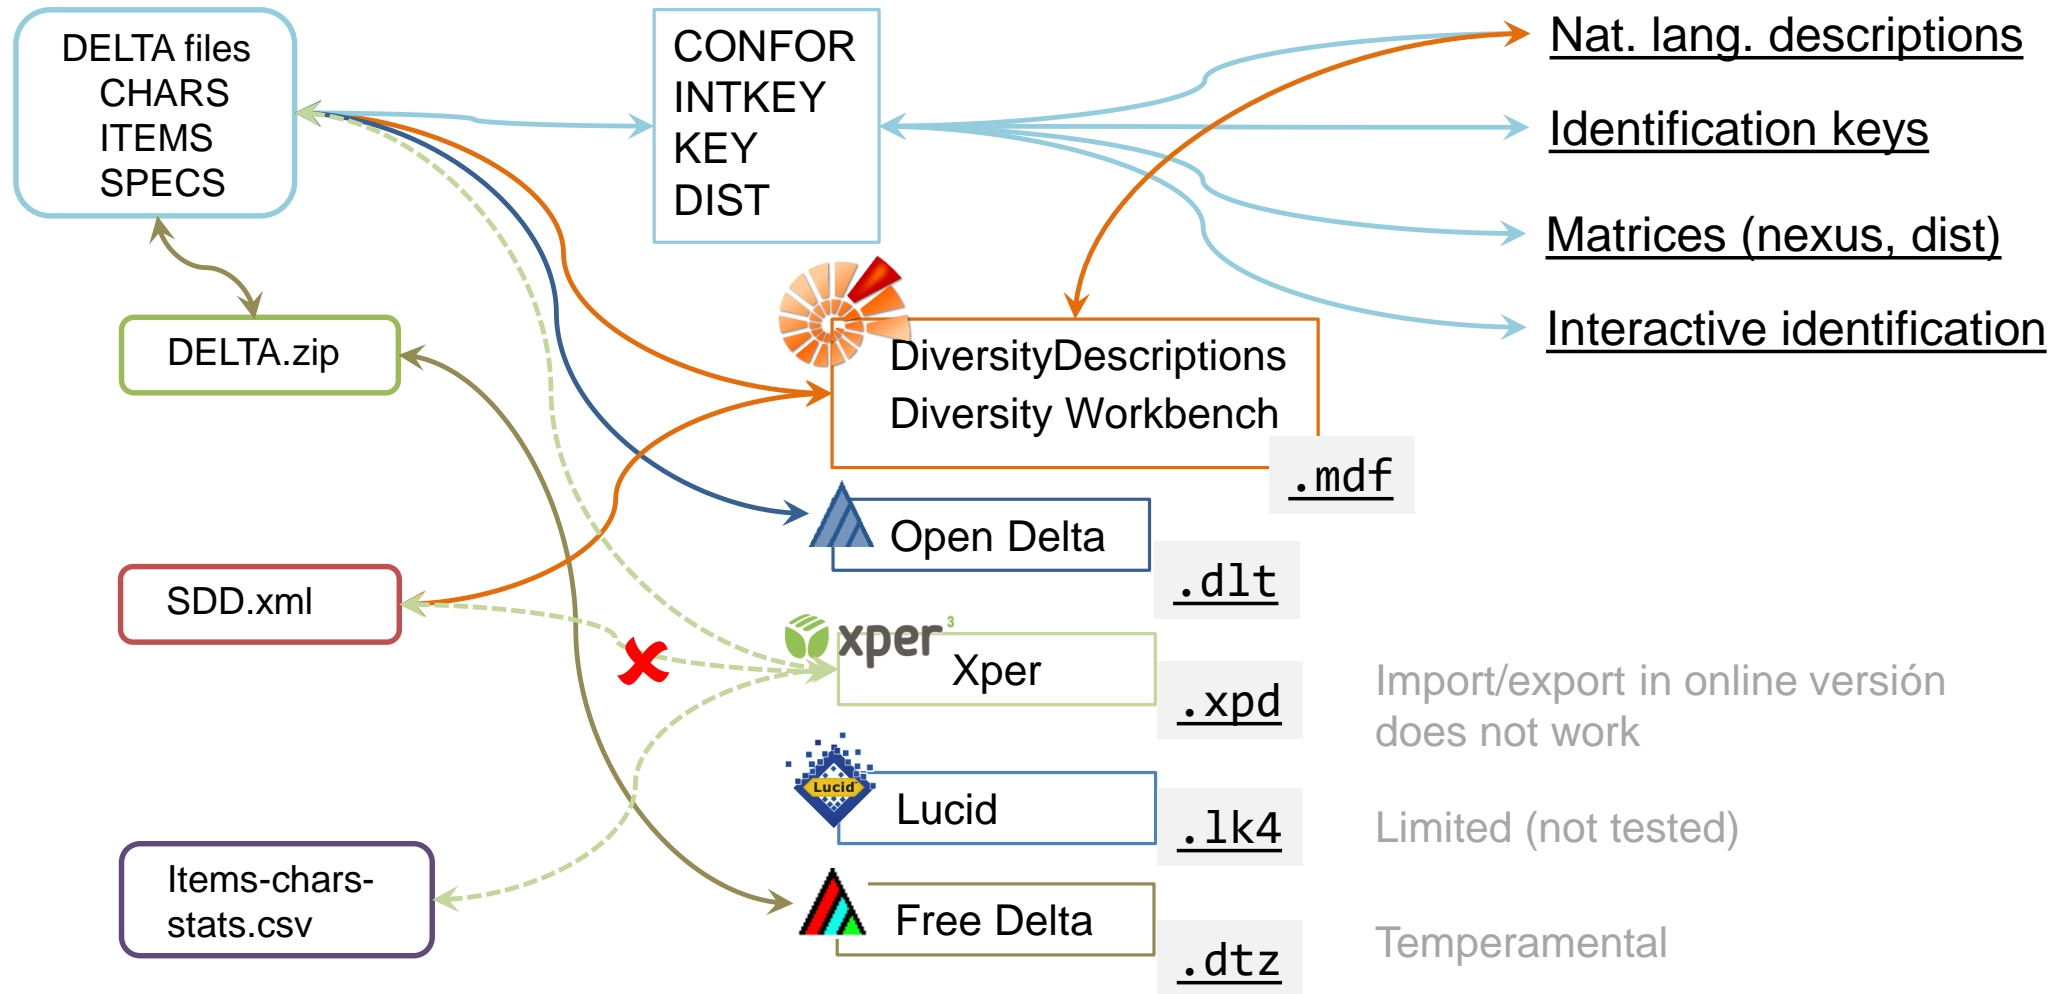 DELTA files
CHARS
ITEMS
SPECS
CONFOR
INTKEY
KEY
DIST
Nat. lang. descriptions
Identification keys
Matrices (nexus, dist)
Interactive identification
DELTA.zip
DiversityDescriptions
Diversity Workbench
.mdf
Open Delta
.dlt
SDD.xml
xper3
Xper
.xpd
Import/export in online versión
does not work
Lucid
Lucid
.lk4
Limited (not tested)
Items-chars-
stats.csv
Free Delta
.dtz
Temperamental